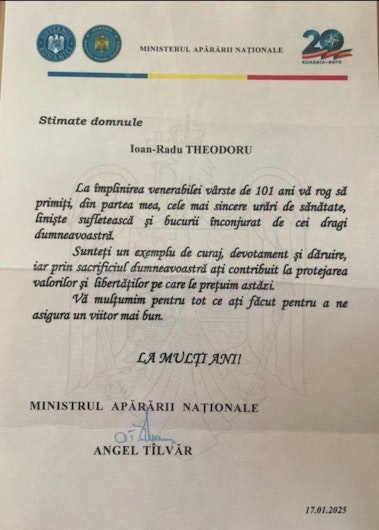 MINISTERUL APĂRĂRII NAȚIONALE
20
ROMÂNIA-NATO
Stimate domnule
Ioan-Radu THEODORU
La împlinirea venerabilei vârste de 101 ani vă rog să
primiți, din partea mea, cele mai sincere urări de sănătate,
liniște sufletească și bucurii înconjurat de cei dragi
dumneavoastră.
Sunteți un exemplu de curaj, devotament și dăruire,
iar prin sacrificiul dumneavoastră ați contribuit la protejarea
valorilor și libertăților pe care le prețuim astăzi.
Vă mulțumim pentru tot ce ați făcut pentru a ne
asigura un viitor mai bun.
LA MULȚI ANI!
MINISTRUL APĂRĂRII NAȚIONALE
ANGEL TÎLVĂR
17.01.2025